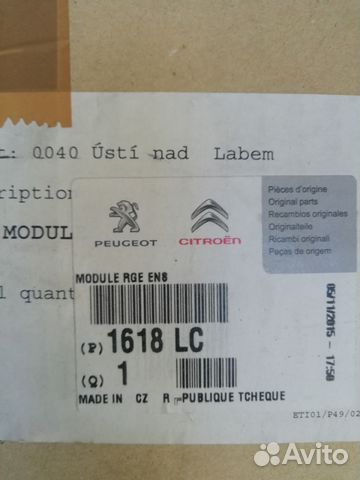 t: 0040 Ústí nad Labem
ription
MODUL
l quant
PEUGEOT
CITROËN
Pièces d'origine
Original parts
Recambios originales
Originalteile
Ricambi originali
Peças de origem
MODULE RGE EN8
(P) 1618 LC
(Q) 1
MADE IN CZ R PUBLIQUE TCHEQUE
05/11/2015 - 17:50
ETI01/P49/02
Avito